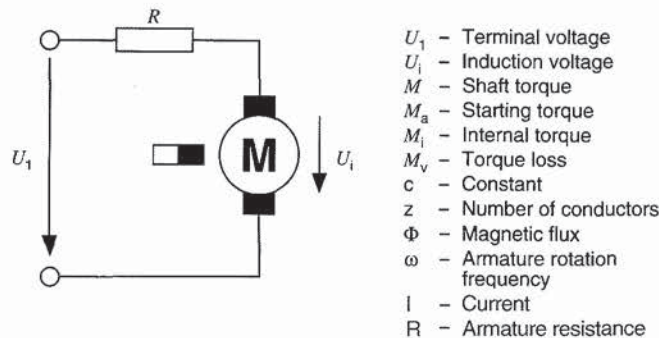 R
U₁
M
Uᵢ
U₁ – Terminal voltage
Uᵢ – Induction voltage
M – Shaft torque
Mₐ – Starting torque
Mᵢ – Internal torque
Mᵥ – Torque loss
c – Constant
z – Number of conductors
Φ – Magnetic flux
ω – Armature rotation
frequency
I – Current
R – Armature resistance